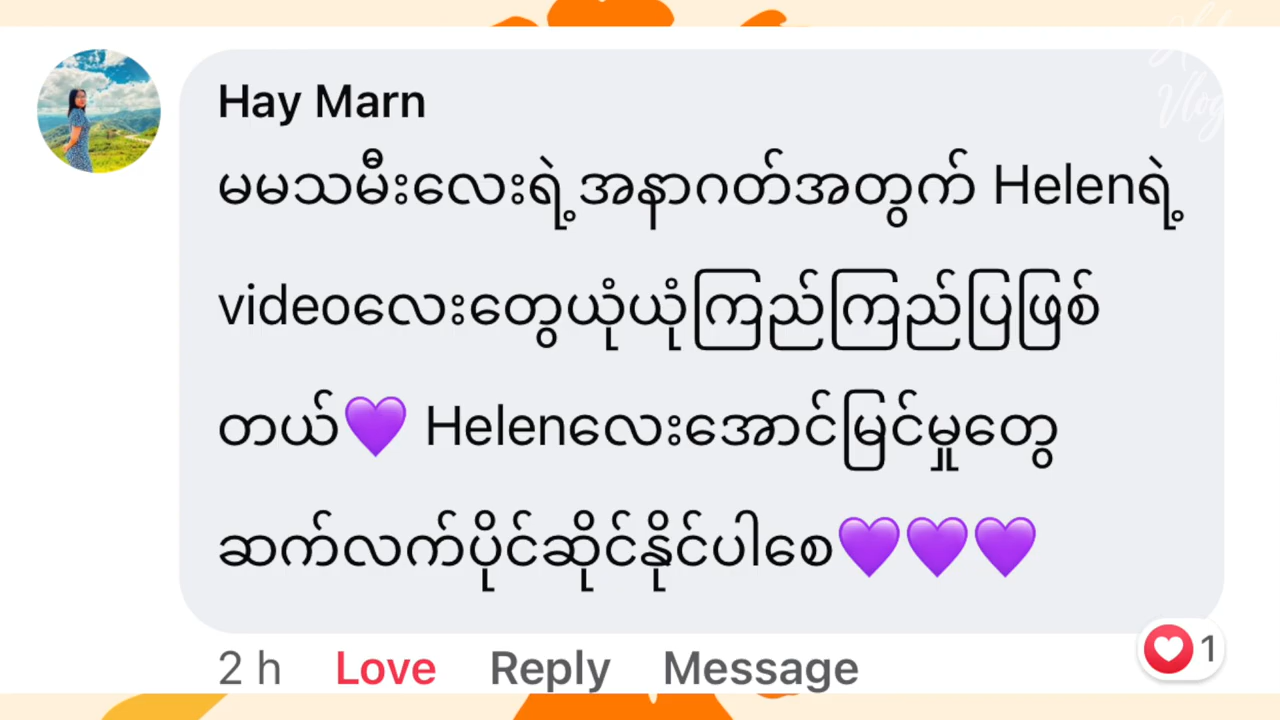 Hay Marn
မမသမီးလေးရဲ့အနာဂတ်အတွက် Helenရဲ့
videoလေးတွေယုံယုံကြည်ကြည်ပြဖြစ်
တယ်💜 Helenလေးအောင်မြင်မှုတွေ
ဆက်လက်ပိုင်ဆိုင်နိုင်ပါစေ💜💜💜
2 h Love Reply Message 1
Vlog